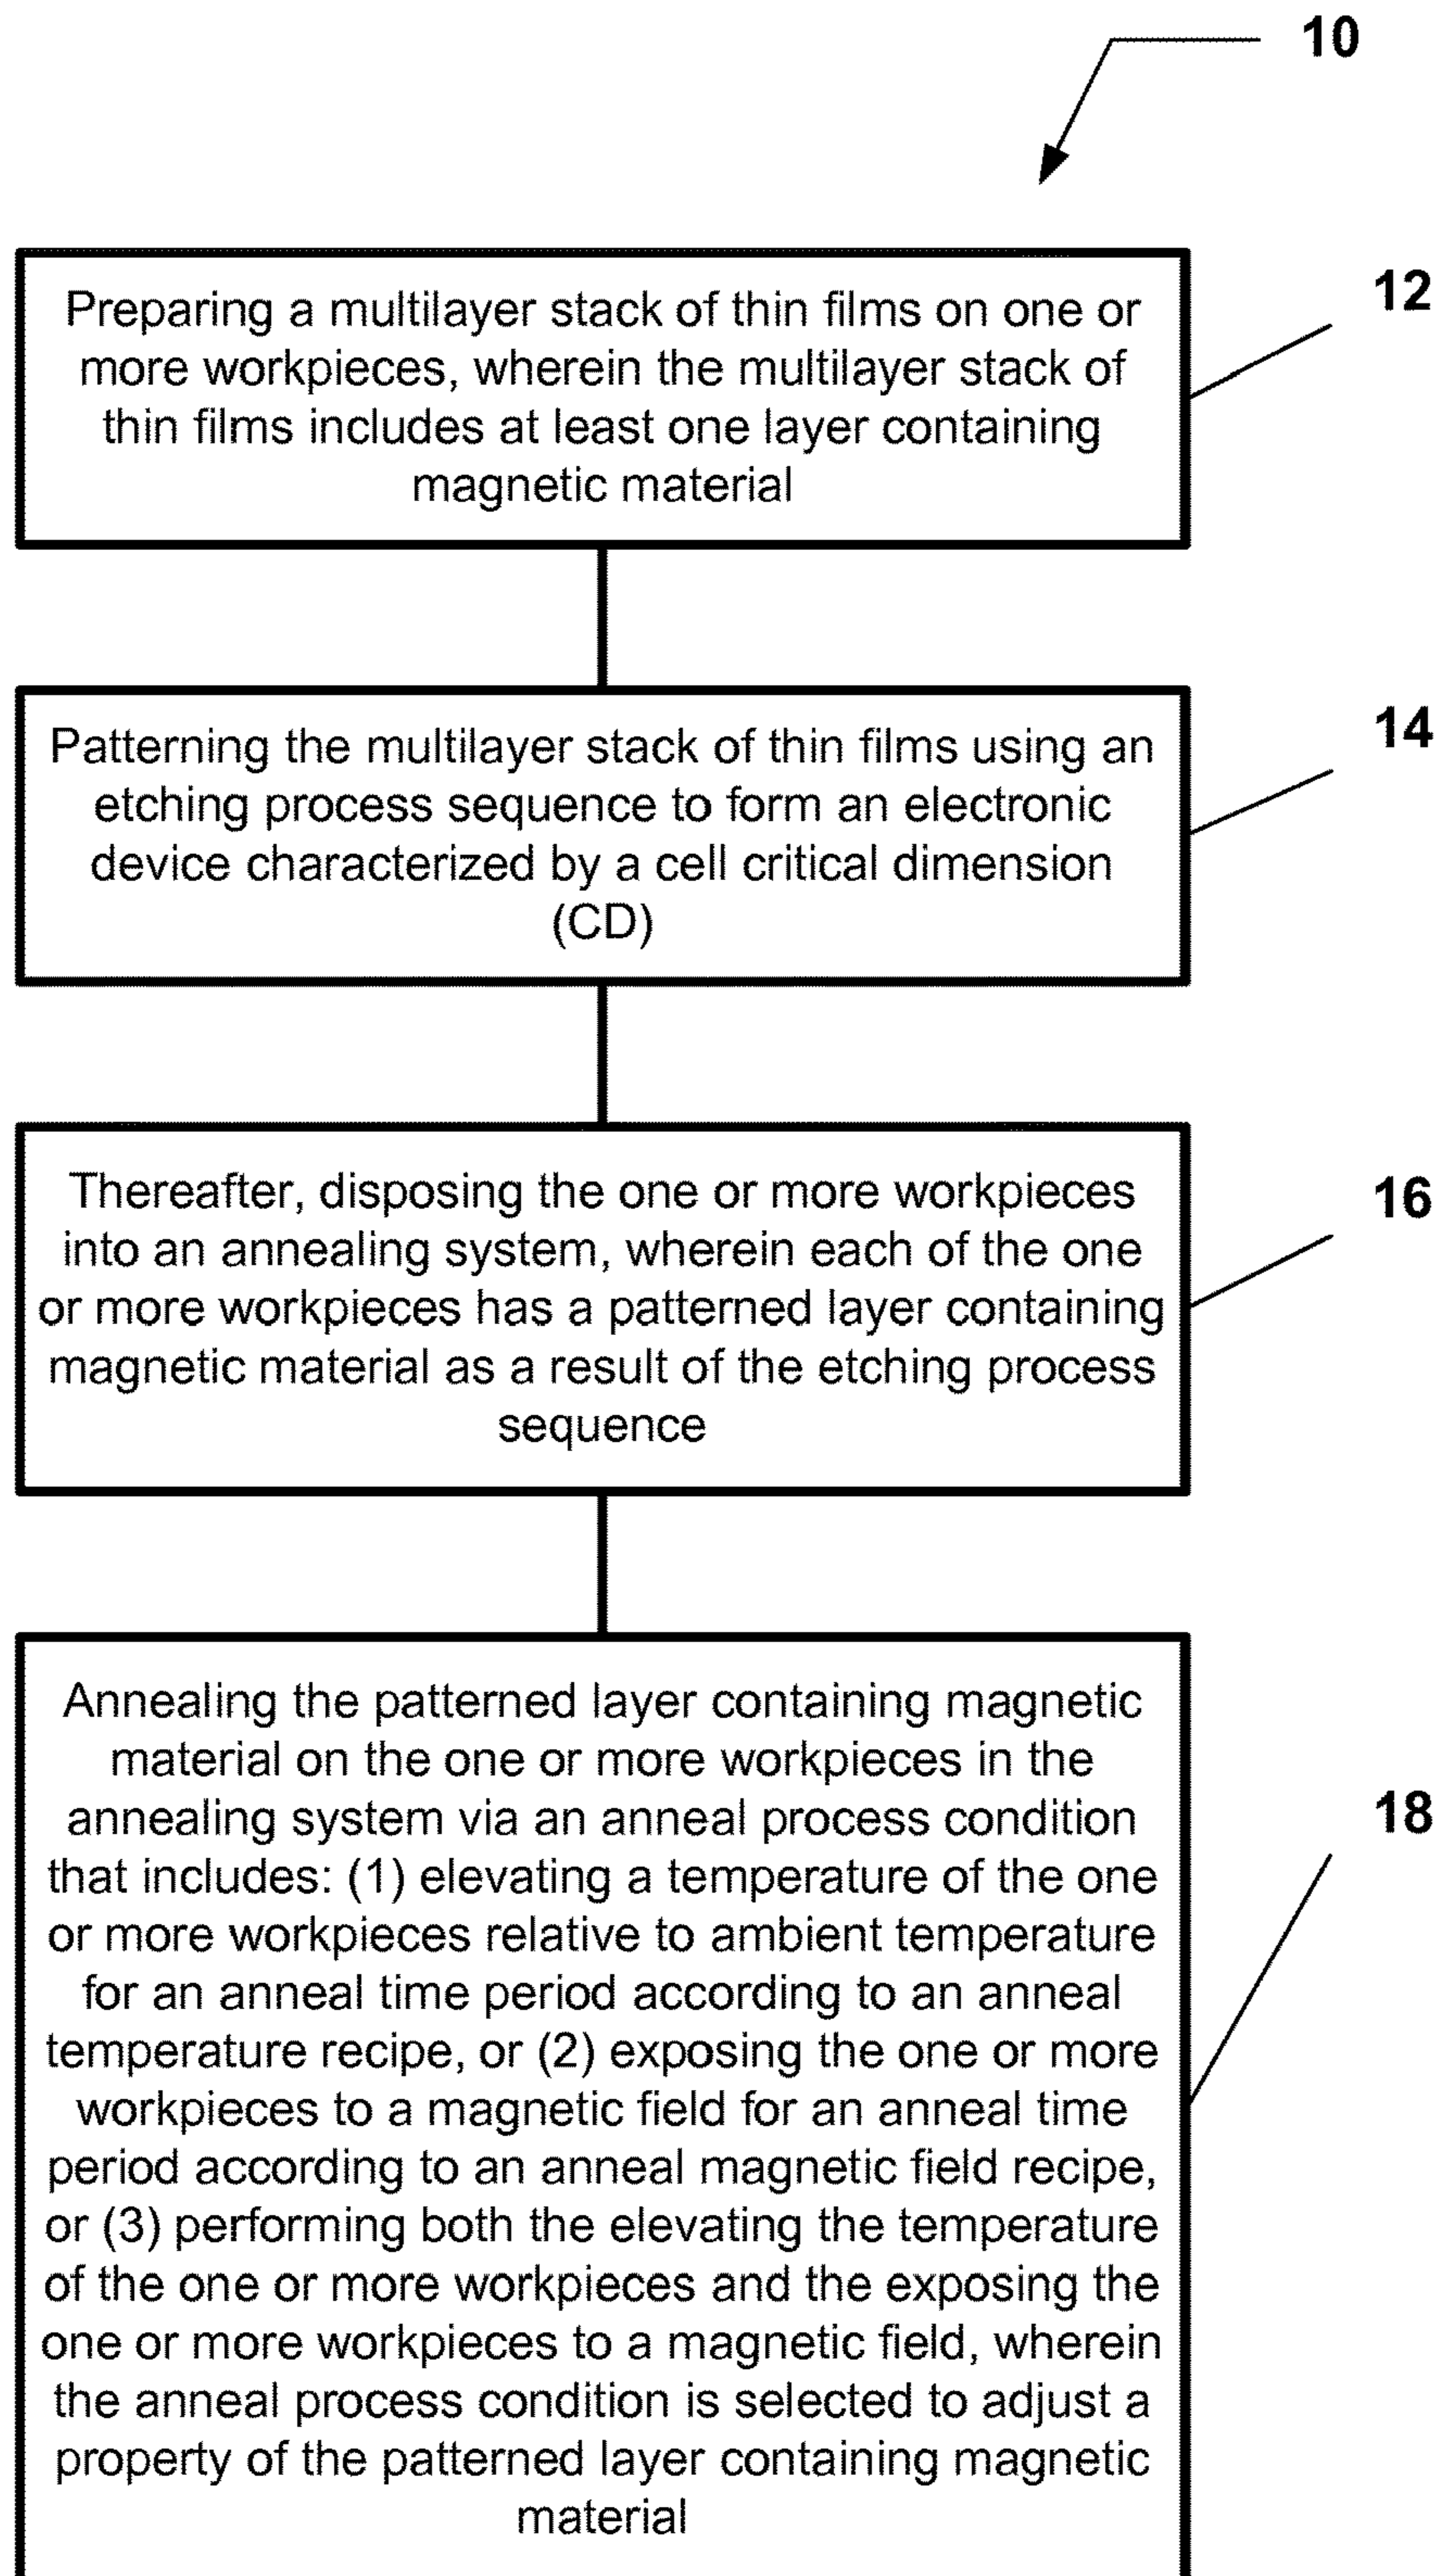 10
Preparing a multilayer stack of thin films on one or
more workpieces, wherein the multilayer stack of
thin films includes at least one layer containing
magnetic material
12
Patterning the multilayer stack of thin films using an
etching process sequence to form an electronic
device characterized by a cell critical dimension
(CD)
14
Thereafter, disposing the one or more workpieces
into an annealing system, wherein each of the one
or more workpieces has a patterned layer containing
magnetic material as a result of the etching process
sequence
16
Annealing the patterned layer containing magnetic
material on the one or more workpieces in the
annealing system via an anneal process condition
that includes: (1) elevating a temperature of the one
or more workpieces relative to ambient temperature
for an anneal time period according to an anneal
temperature recipe, or (2) exposing the one or more
workpieces to a magnetic field for an anneal time
period according to an anneal magnetic field recipe,
or (3) performing both the elevating the temperature
of the one or more workpieces and the exposing the
one or more workpieces to a magnetic field, wherein
the anneal process condition is selected to adjust a
property of the patterned layer containing magnetic
material
18